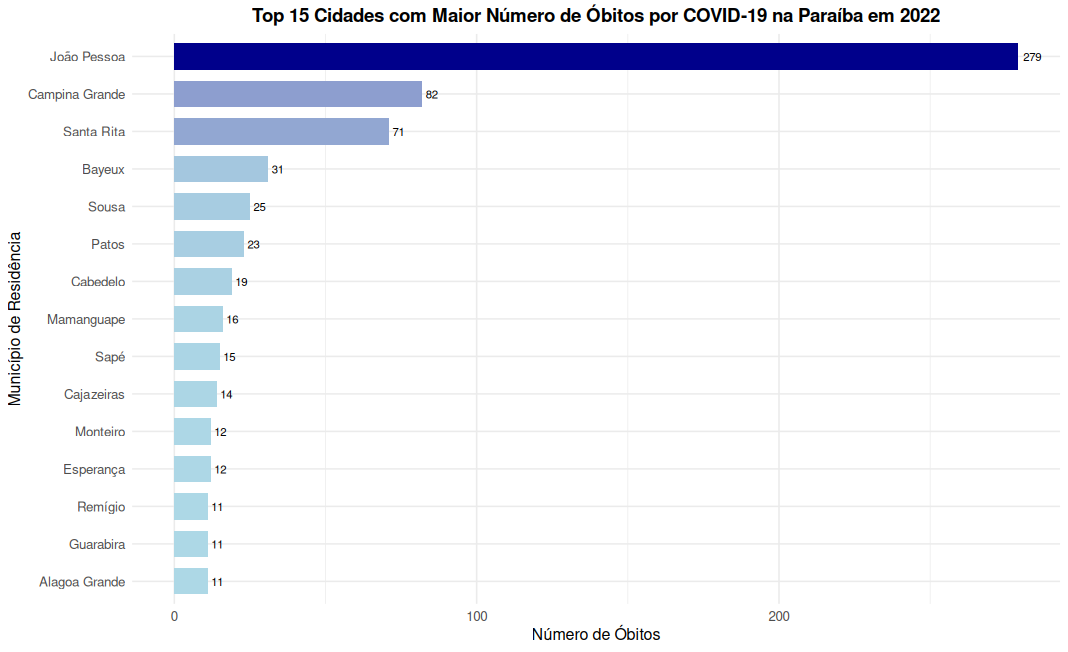 Top 15 Cidades com Maior Número de Óbitos por COVID-19 na Paraíba em 2022
Município de Residência
João Pessoa 279
Campina Grande 82
Santa Rita 71
Bayeux 31
Sousa 25
Patos 23
Cabedelo 19
Mamanguape 16
Sapé 15
Cajazeiras 14
Monteiro 12
Esperança 12
Remígio 11
Guarabira 11
Alagoa Grande 11
0 100 200
Número de Óbitos